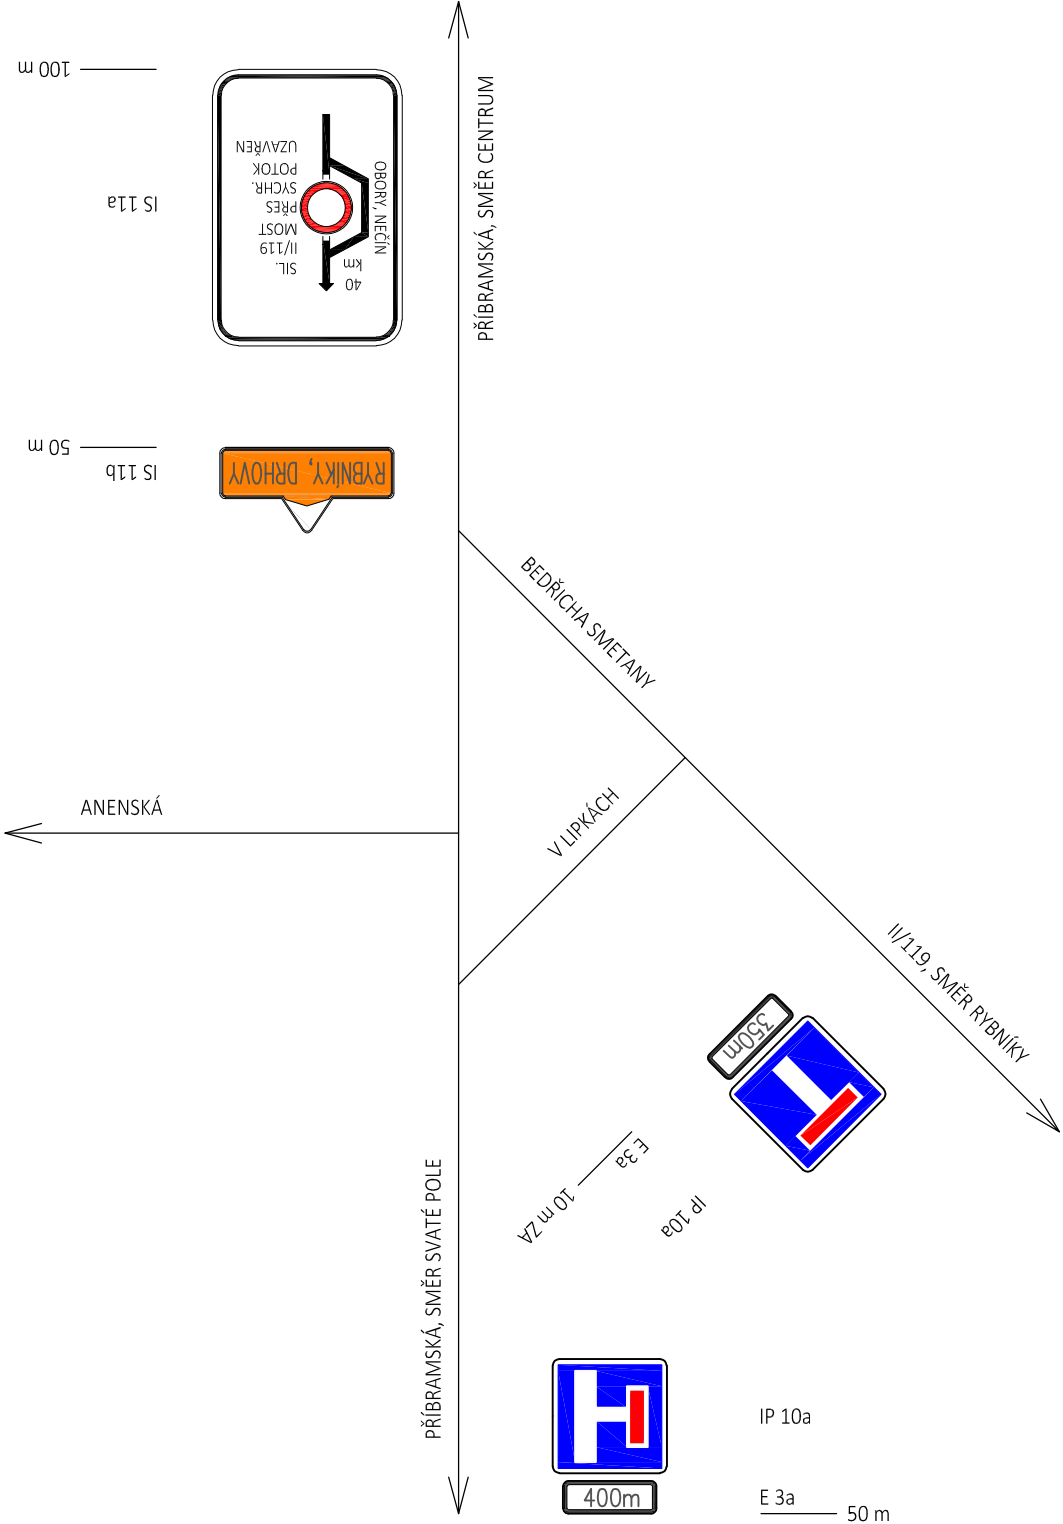 100 m
IS 11a
SIL.
II/119
MOST
PŘES
SYCHR.
POTOK
UZAVŘEN
40
km
OBORY, NEČÍN
PŘÍBRAMSKÁ, SMĚR CENTRUM
50 m
IS 11b
RYBNÍKY, DRHOVY
BEDŘICHA SMETANY
ANENSKÁ
V LIPKÁCH
II/119, SMĚR RYBNÍKY
350m
E 3a
10 m ZA
IP 10a
PŘÍBRAMSKÁ, SMĚR SVATÉ POLE
IP 10a
400m
E 3a
50 m